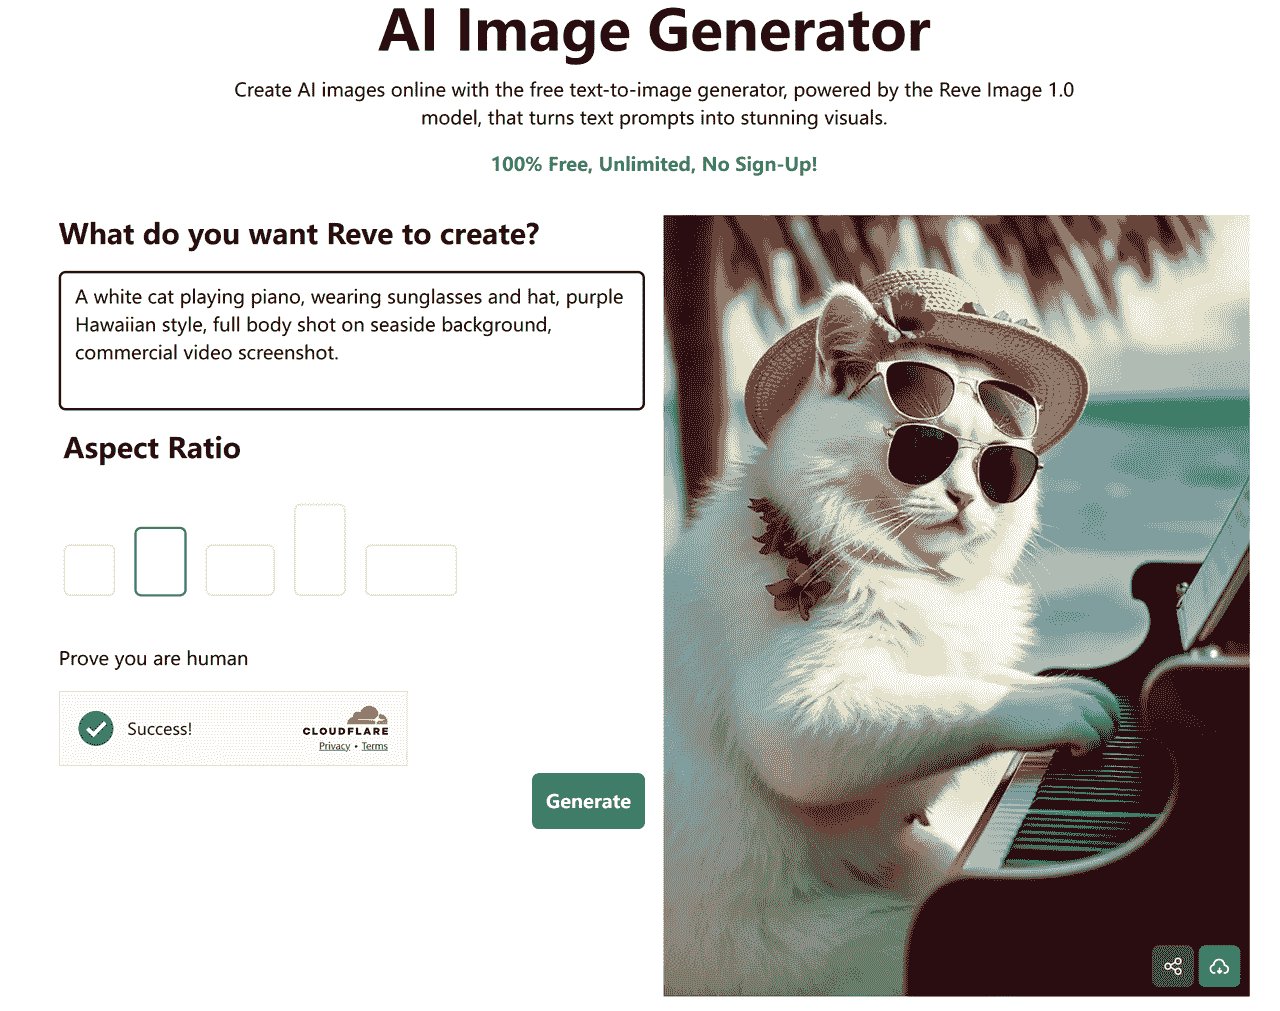 AI Image Generator
Create AI images online with the free text-to-image generator, powered by the Reve Image 1.0
model, that turns text prompts into stunning visuals.
100% Free, Unlimited, No Sign-Up!
What do you want Reve to create?
A white cat playing piano, wearing sunglasses and hat, purple
Hawaiian style, full body shot on seaside background,
commercial video screenshot.
Aspect Ratio
Prove you are human
Success!
CLOUDFLARE
Privacy • Terms
Generate